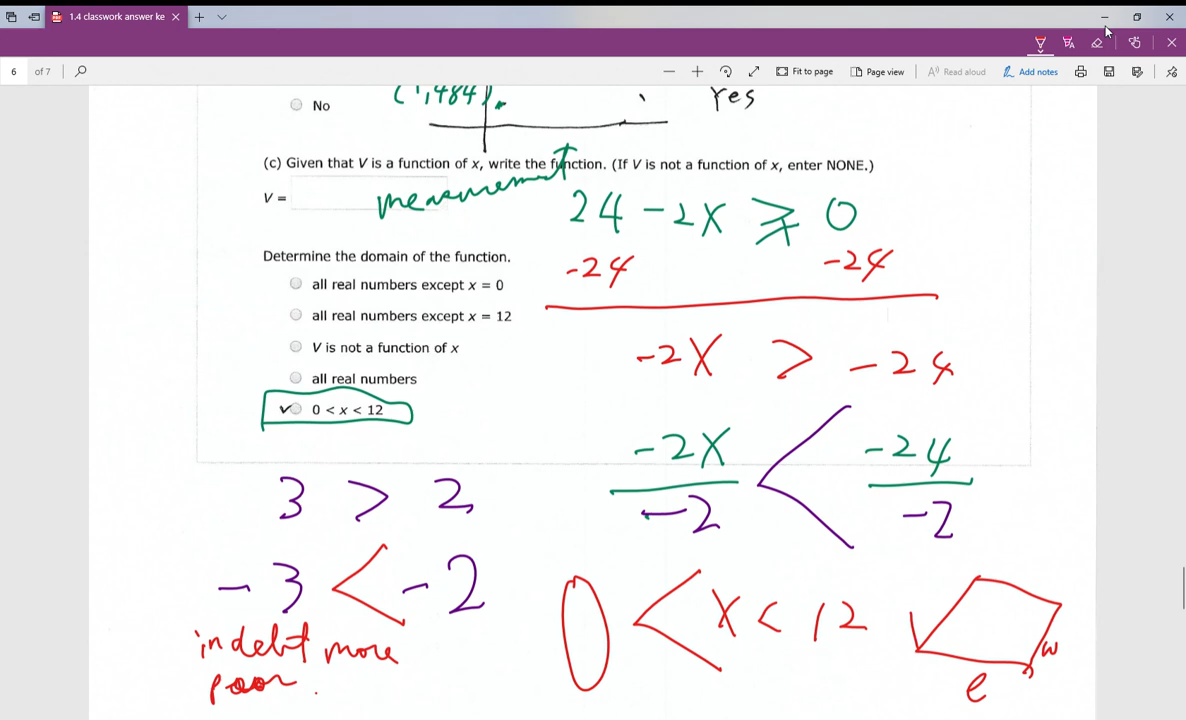 1.4 classwork answer ke
6 of 7
Fit to page
Page view
Read aloud
Add notes
No
(1,484).
Yes
(c) Given that V is a function of x, write the function. (If V is not a function of x, enter NONE.)
V =
measurement
24 - 2x ≥ 0
-24 -24
Determine the domain of the function.
all real numbers except x = 0
all real numbers except x = 12
V is not a function of x
all real numbers
0 < x < 12
-2x > -24
-2x < -24
-2 -2
3 > 2
-3 < -2
in debt more
poor.
0 < x < 12
w
e